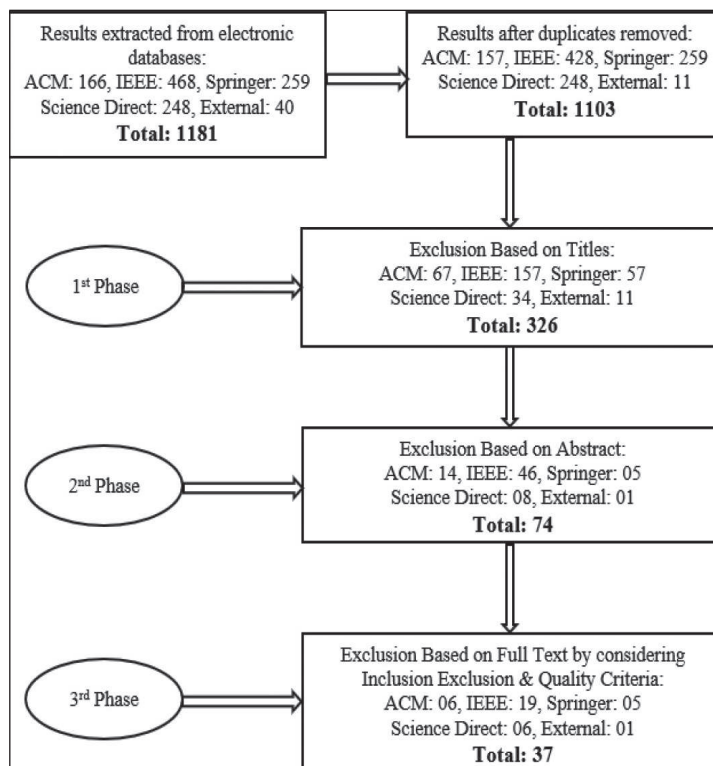 Results extracted from electronic
databases:
ACM: 166, IEEE: 468, Springer: 259
Science Direct: 248, External: 40
Total: 1181
Results after duplicates removed:
ACM: 157, IEEE: 428, Springer: 259
Science Direct: 248, External: 11
Total: 1103
1st Phase
Exclusion Based on Titles:
ACM: 67, IEEE: 157, Springer: 57
Science Direct: 34, External: 11
Total: 326
2nd Phase
Exclusion Based on Abstract:
ACM: 14, IEEE: 46, Springer: 05
Science Direct: 08, External: 01
Total: 74
3rd Phase
Exclusion Based on Full Text by considering
Inclusion Exclusion & Quality Criteria:
ACM: 06, IEEE: 19, Springer: 05
Science Direct: 06, External: 01
Total: 37